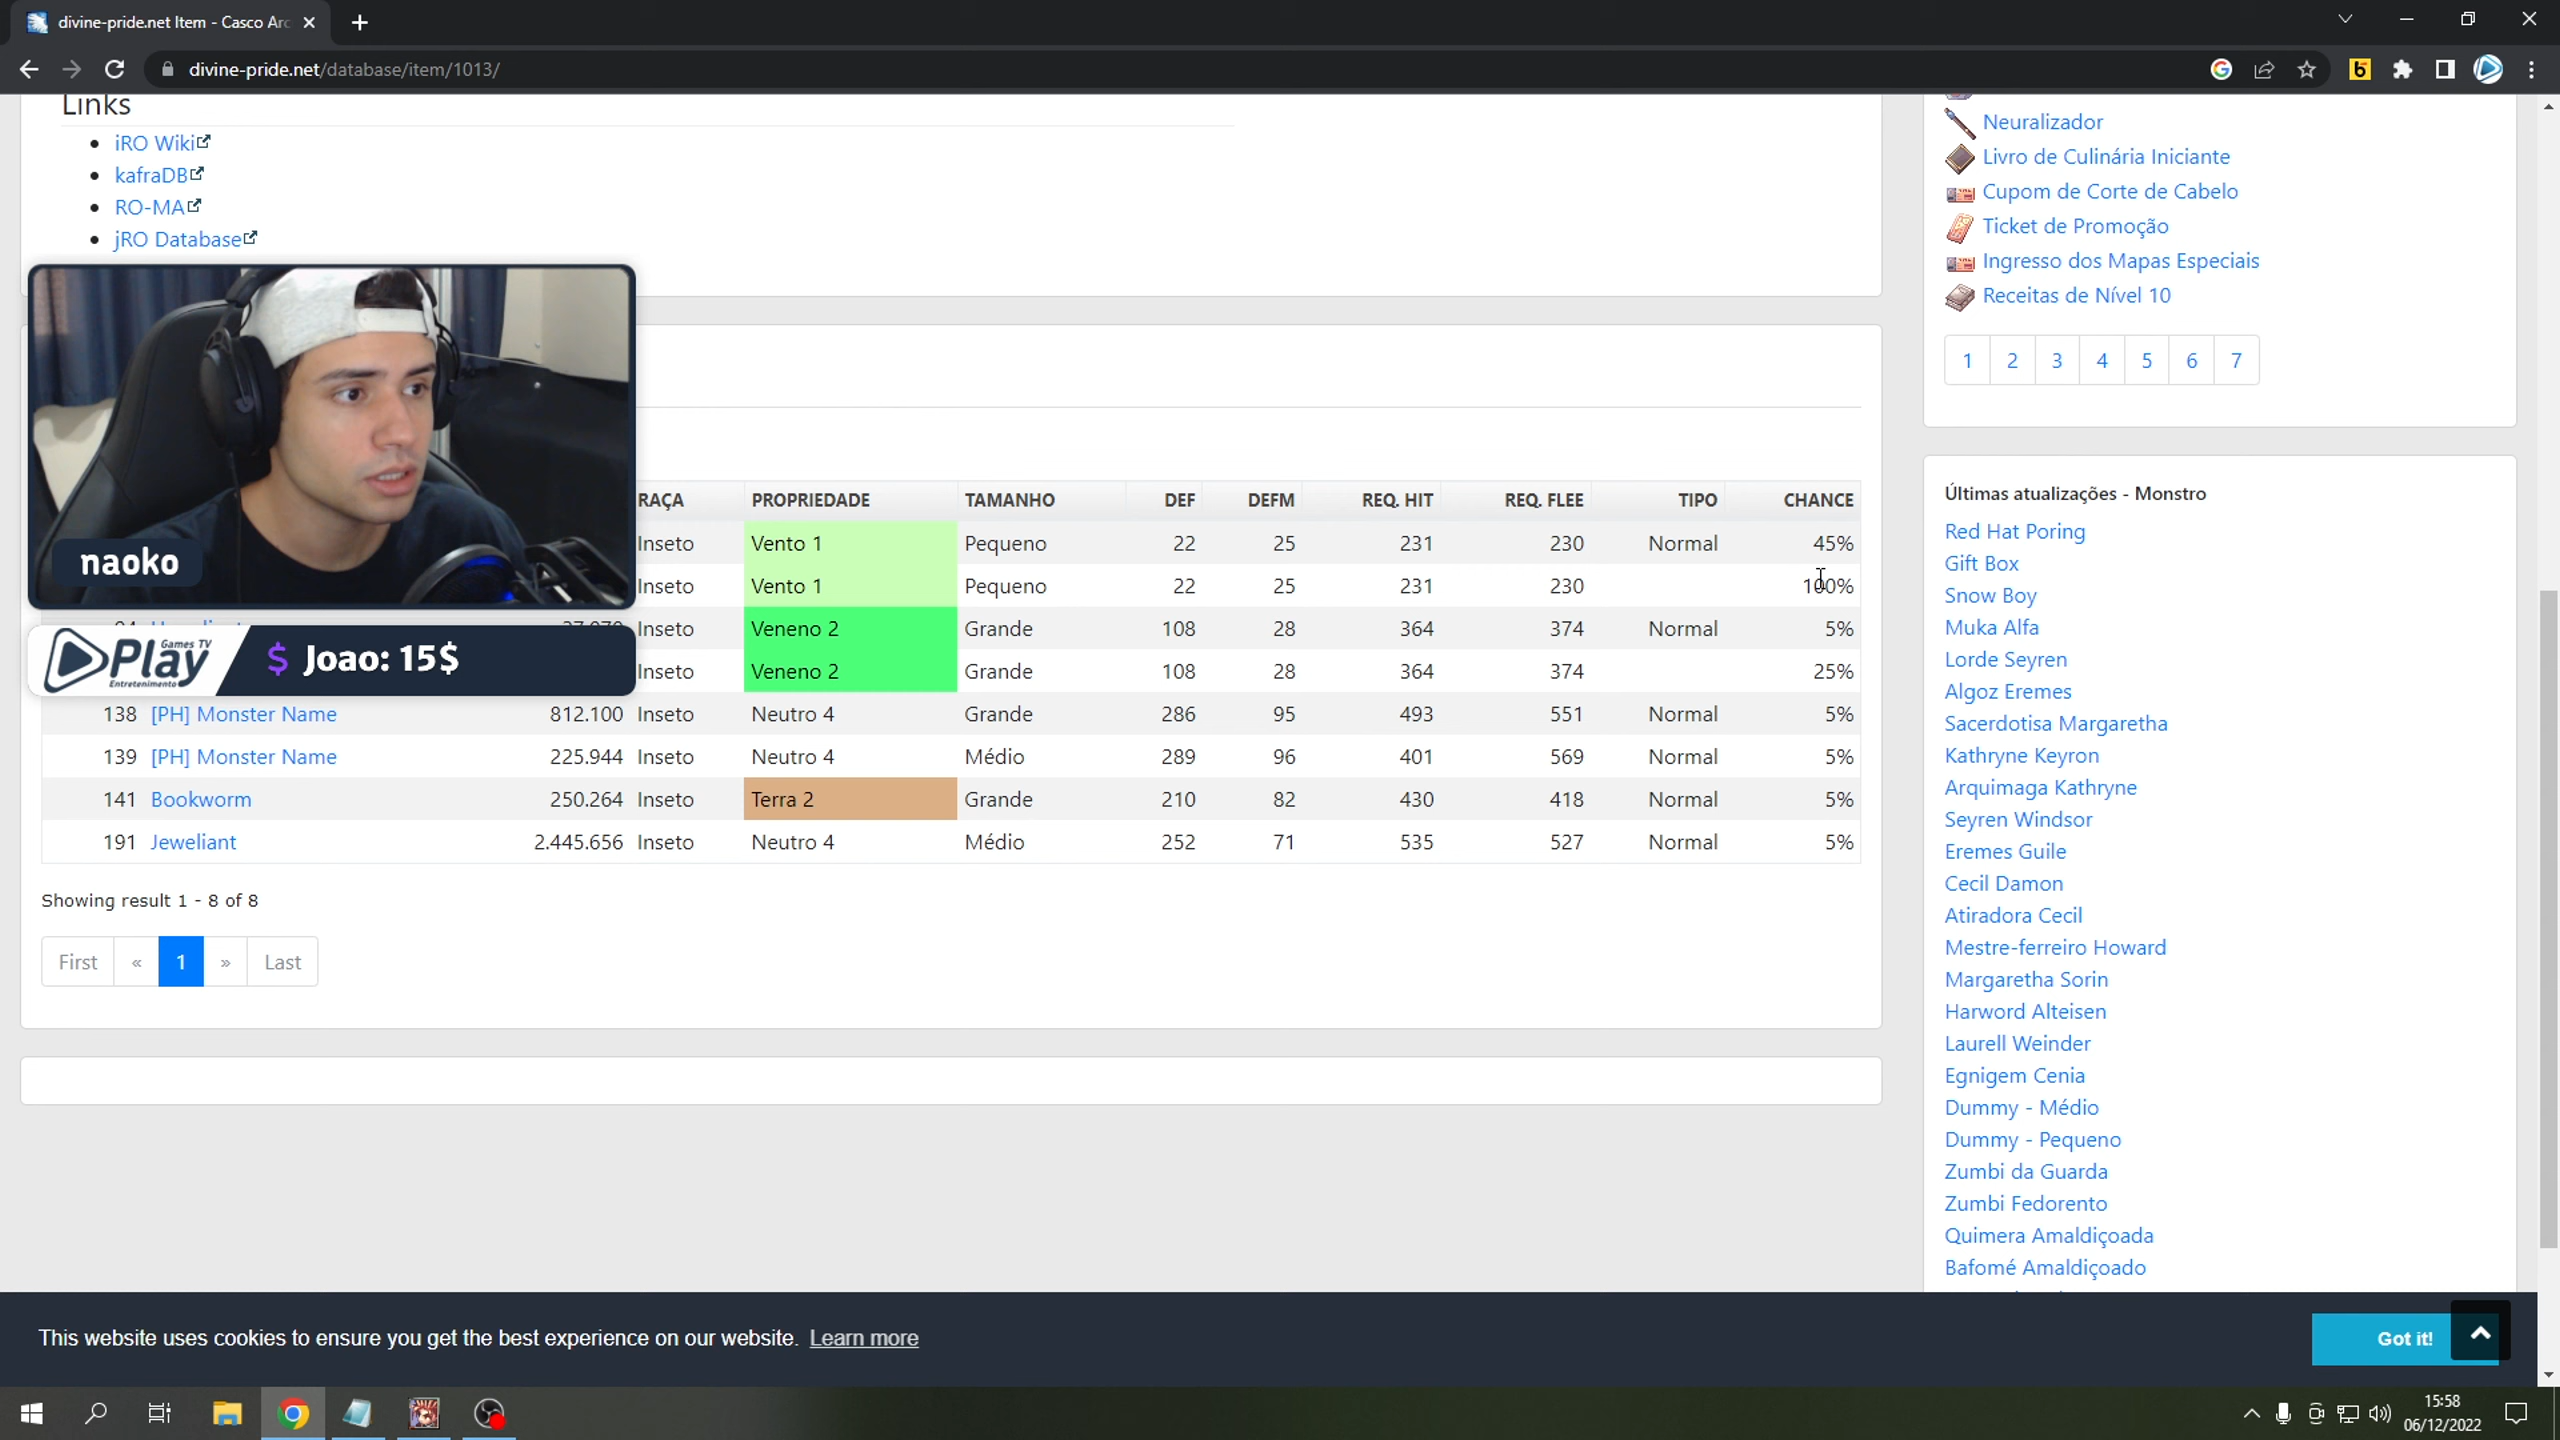 divine-pride.net Item - Casco Arc
divine-pride.net/database/item/1013/
Links
iRO Wiki
kafraDB
RO-MA
jRO Database
naoko
Play
Games TV
Entretenimento
$ Joao: 15$
RAÇA PROPRIEDADE TAMANHO DEF DEFM REQ. HIT REQ. FLEE TIPO CHANCE
Inseto Vento 1 Pequeno 22 25 231 230 Normal 45%
Inseto Vento 1 Pequeno 22 25 231 230 100%
Inseto Veneno 2 Grande 108 28 364 374 Normal 5%
Inseto Veneno 2 Grande 108 28 364 374 25%
138 [PH] Monster Name 812.100 Inseto Neutro 4 Grande 286 95 493 551 Normal 5%
139 [PH] Monster Name 225.944 Inseto Neutro 4 Médio 289 96 401 569 Normal 5%
141 Bookworm 250.264 Inseto Terra 2 Grande 210 82 430 418 Normal 5%
191 Jeweliant 2.445.656 Inseto Neutro 4 Médio 252 71 535 527 Normal 5%
Showing result 1 - 8 of 8
First « 1 » Last
Neuralizador
Livro de Culinária Iniciante
Cupom de Corte de Cabelo
Ticket de Promoção
Ingresso dos Mapas Especiais
Receitas de Nível 10
1 2 3 4 5 6 7
Últimas atualizações - Monstro
Red Hat Poring
Gift Box
Snow Boy
Muka Alfa
Lorde Seyren
Algoz Eremes
Sacerdotisa Margaretha
Kathryne Keyron
Arquimaga Kathryne
Seyren Windsor
Eremes Guile
Cecil Damon
Atiradora Cecil
Mestre-ferreiro Howard
Margaretha Sorin
Harword Alteisen
Laurell Weinder
Egnigem Cenia
Dummy - Médio
Dummy - Pequeno
Zumbi da Guarda
Zumbi Fedorento
Quimera Amaldiçoada
Bafomé Amaldiçoado
This website uses cookies to ensure you get the best experience on our website. Learn more
Got it!
15:58
06/12/2022